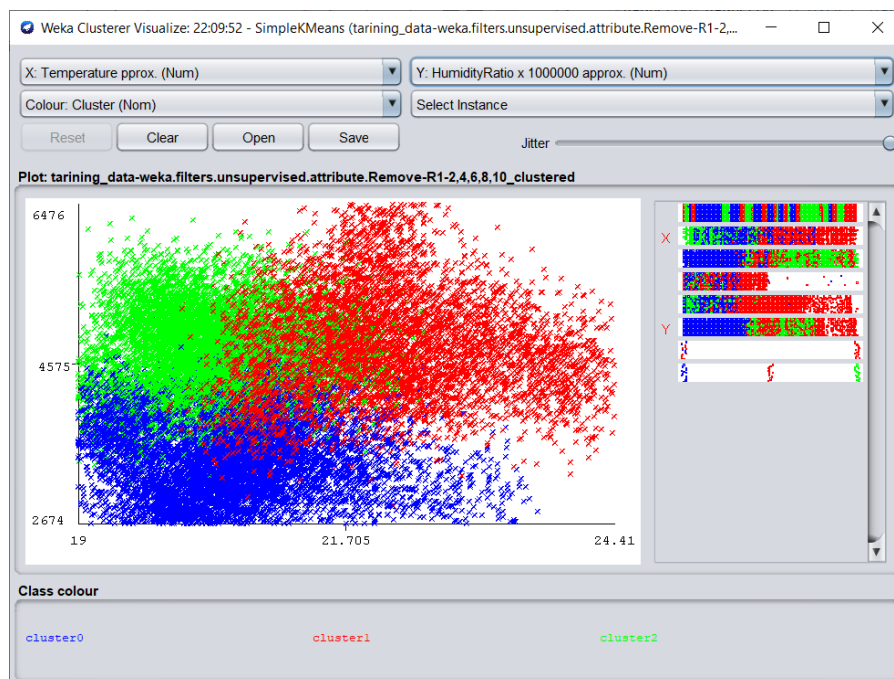 Weka Clusterer Visualize: 22:09:52 - SimpleKMeans (tarining_data-weka.filters.unsupervised.attribute.Remove-R1-2,...
X: Temperature pprox. (Num) Y: HumidityRatio x 1000000 approx. (Num)
Colour: Cluster (Nom) Select Instance
Reset Clear Open Save Jitter
Plot: tarining_data-weka.filters.unsupervised.attribute.Remove-R1-2,4,6,8,10_clustered
6476
4575
2674
19 21.705 24.41
X
Y
Class colour
cluster0 cluster1 cluster2